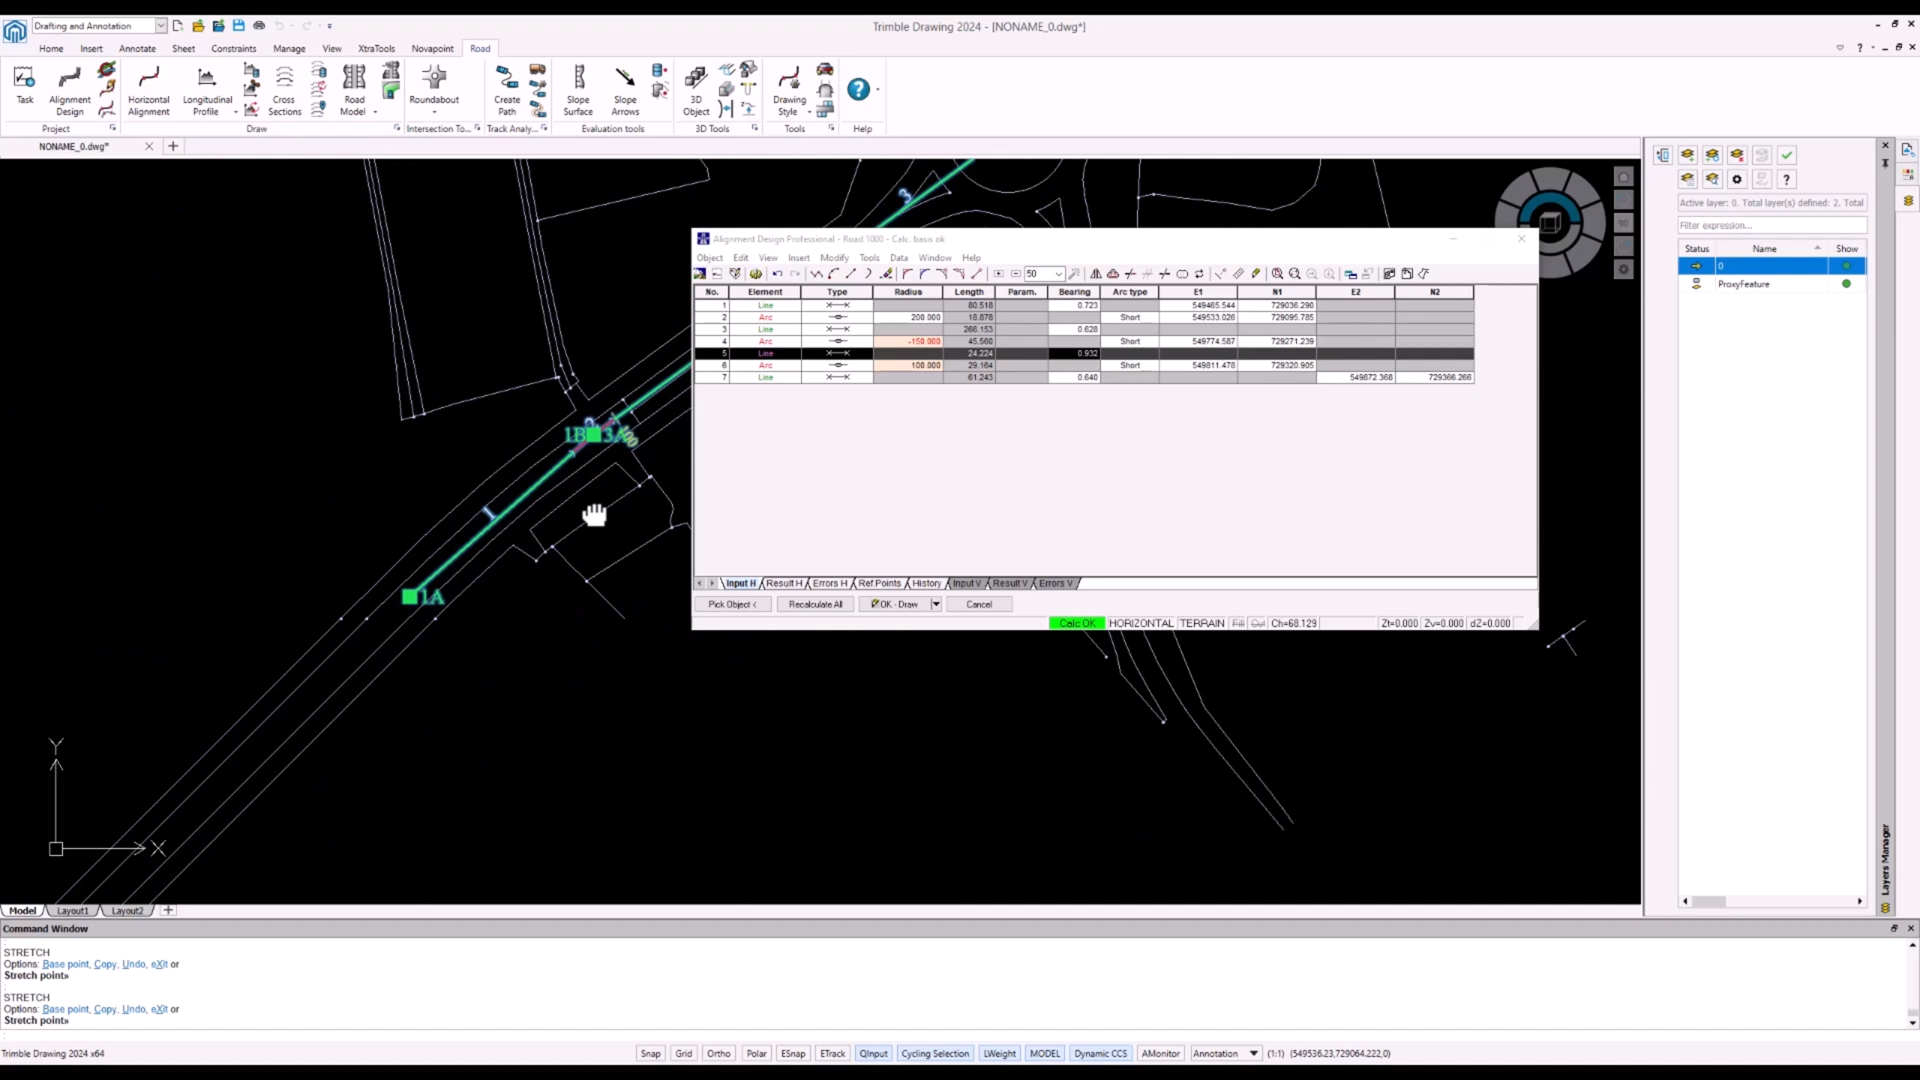 Drafting and Annotation
Trimble Drawing 2024 - [NONAME_0.dwg*]
Home Insert Annotate Sheet Constraints Manage View XtraTools Novapoint Road
Task
Alignment Design
Horizontal Alignment
Longitudinal Profile
Cross Sections
Road Model
Roundabout
Create Path
Slope Surface
Slope Arrows
3D Object
Drawing Style
Project
Draw
Intersection To...
Track Analy...
Evaluation tools
3D Tools
Tools
Help
NONAME_0.dwg*
3
1B 3A
1
1A
Y
X
Alignment Design Professional - Road 1000 - Calc. basis ok
Object Edit View Insert Modify Tools Data Window Help
50
No. Element Type Radius Length Param. Bearing Arc type E1 N1 E2 N2
1 Line 80.518 0.723 549465.544 729036.290
2 Arc 200.000 18.878 Short 549533.026 729095.785
3 Line 266.153 0.628
4 Arc -150.000 45.560 Short 549774.587 729271.239
5 Line 24.224 0.932
6 Arc 100.000 29.164 Short 549811.478 729320.905
7 Line 61.243 0.640 549872.368 729366.266
Input H Result H Errors H Ref.Points History Input V Result V Errors V
Pick Object < Recalculate All OK - Draw Cancel
Calc OK HORIZONTAL TERRAIN Fill Cut Ch=68.129 Zt=0.000 Zv=0.000 dZ=0.000
Active layer: 0. Total layer(s) defined: 2. Total
Filter expression...
Status Name Show
0
ProxyFeature
Layers Manager
Model Layout1 Layout2
Command Window
STRETCH
Options: Base point, Copy, Undo, eXit or
Stretch point»
:
STRETCH
Options: Base point, Copy, Undo, eXit or
Stretch point»
:
Trimble Drawing 2024 x64
Snap Grid Ortho Polar ESnap ETrack QInput Cycling Selection LWeight MODEL Dynamic CCS AMonitor Annotation (1:1) (549536.23,729064.222,0)